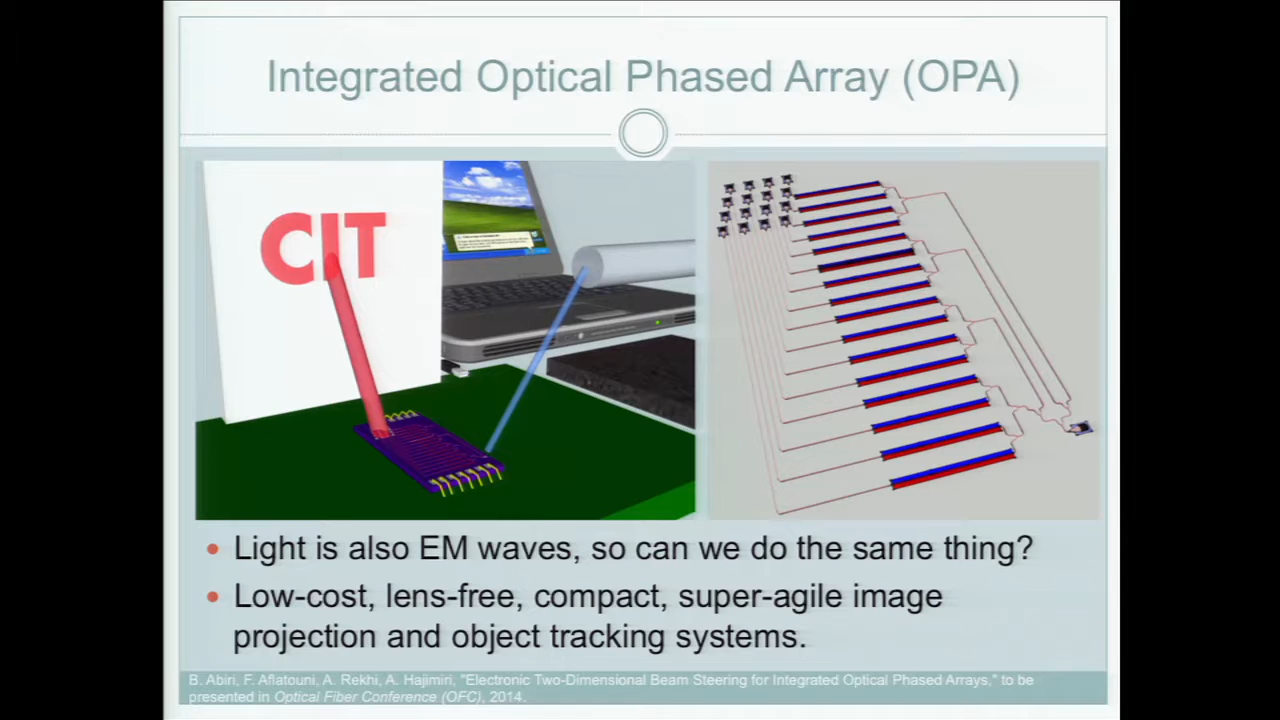 Integrated Optical Phased Array (OPA)
CIT
• Light is also EM waves, so can we do the same thing?
• Low-cost, lens-free, compact, super-agile image
projection and object tracking systems.
B. Abiri, F. Aflatouni, A. Rekhi, A. Hajimiri, "Electronic Two-Dimensional Beam Steering for Integrated Optical Phased Arrays," to be
presented in Optical Fiber Conference (OFC), 2014.